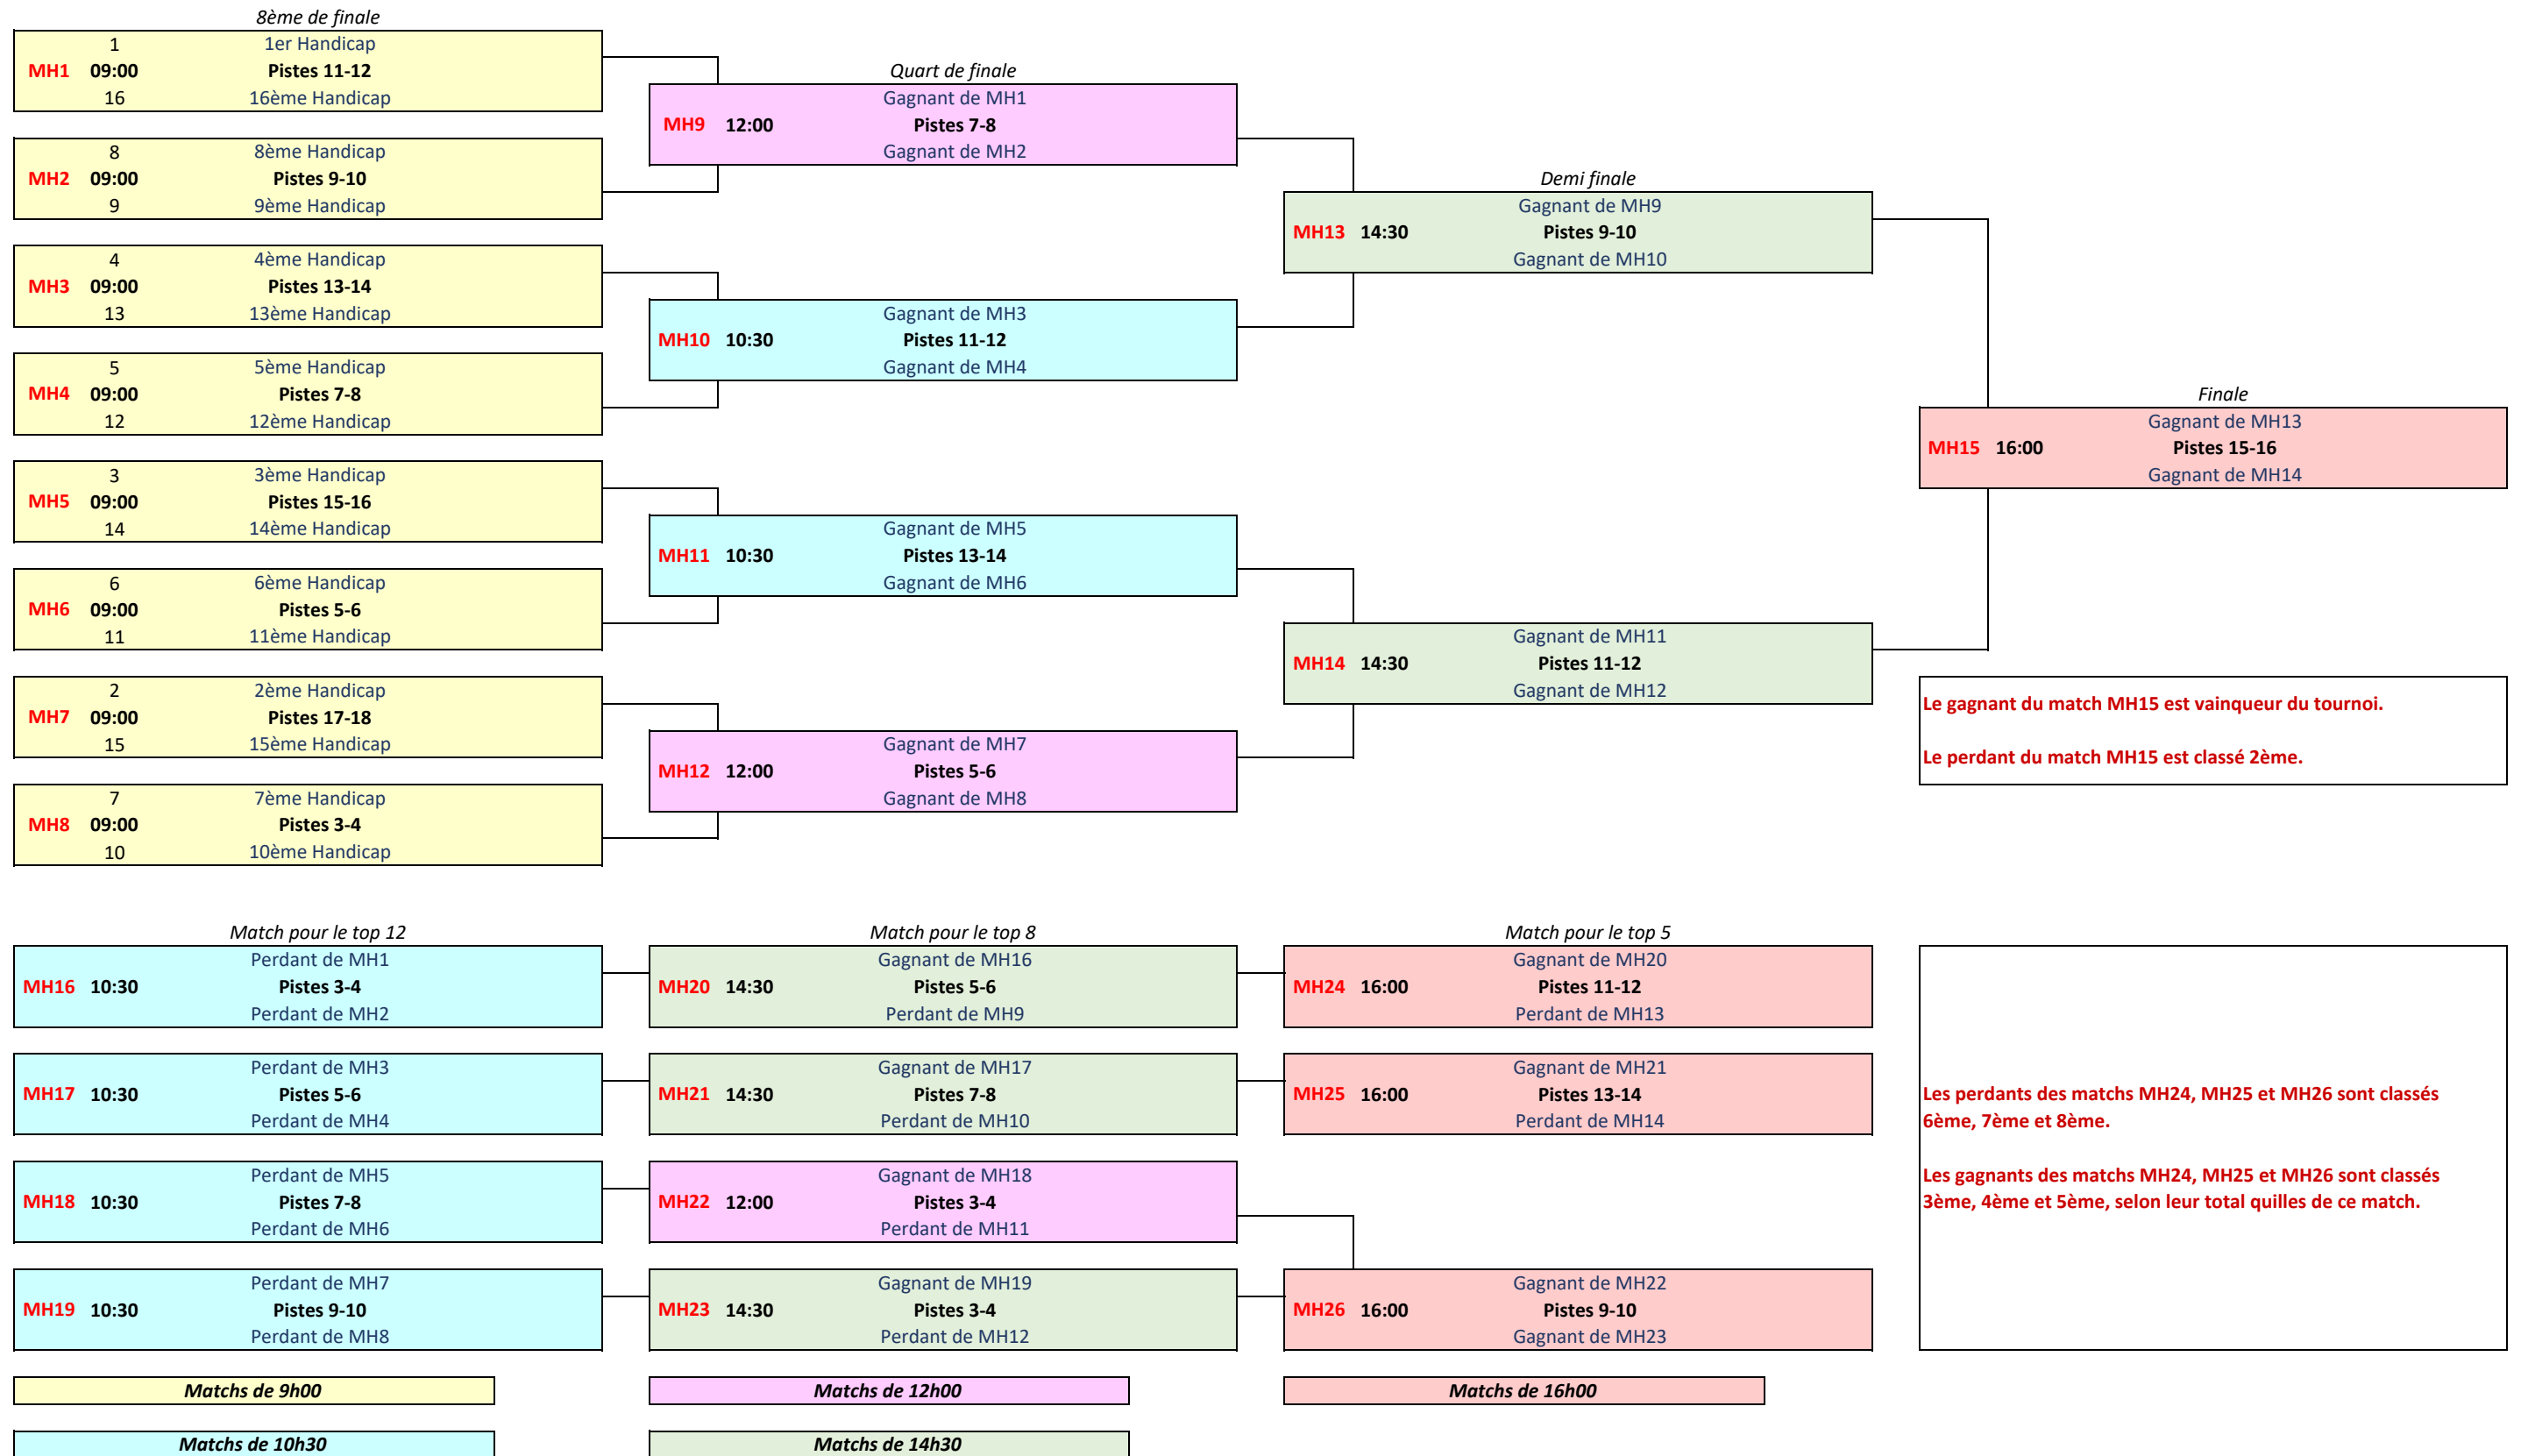 8ème de finale
1 1er Handicap
MH1 09:00 Pistes 11-12
16 16ème Handicap
8 8ème Handicap
MH2 09:00 Pistes 9-10
9 9ème Handicap
4 4ème Handicap
MH3 09:00 Pistes 13-14
13 13ème Handicap
5 5ème Handicap
MH4 09:00 Pistes 7-8
12 12ème Handicap
3 3ème Handicap
MH5 09:00 Pistes 15-16
14 14ème Handicap
6 6ème Handicap
MH6 09:00 Pistes 5-6
11 11ème Handicap
2 2ème Handicap
MH7 09:00 Pistes 17-18
15 15ème Handicap
7 7ème Handicap
MH8 09:00 Pistes 3-4
10 10ème Handicap
Quart de finale
Gagnant de MH1
MH9 12:00 Pistes 7-8
Gagnant de MH2
Gagnant de MH3
MH10 10:30 Pistes 11-12
Gagnant de MH4
Gagnant de MH5
MH11 10:30 Pistes 13-14
Gagnant de MH6
Gagnant de MH7
MH12 12:00 Pistes 5-6
Gagnant de MH8
Demi finale
Gagnant de MH9
MH13 14:30 Pistes 9-10
Gagnant de MH10
Gagnant de MH11
MH14 14:30 Pistes 11-12
Gagnant de MH12
Finale
Gagnant de MH13
MH15 16:00 Pistes 15-16
Gagnant de MH14
Le gagnant du match MH15 est vainqueur du tournoi.
Le perdant du match MH15 est classé 2ème.
Match pour le top 12
Perdant de MH1
MH16 10:30 Pistes 3-4
Perdant de MH2
Perdant de MH3
MH17 10:30 Pistes 5-6
Perdant de MH4
Perdant de MH5
MH18 10:30 Pistes 7-8
Perdant de MH6
Perdant de MH7
MH19 10:30 Pistes 9-10
Perdant de MH8
Match pour le top 8
Gagnant de MH16
MH20 14:30 Pistes 5-6
Perdant de MH9
Gagnant de MH17
MH21 14:30 Pistes 7-8
Perdant de MH10
Gagnant de MH18
MH22 12:00 Pistes 3-4
Perdant de MH11
Gagnant de MH19
MH23 14:30 Pistes 3-4
Perdant de MH12
Match pour le top 5
Gagnant de MH20
MH24 16:00 Pistes 11-12
Perdant de MH13
Gagnant de MH21
MH25 16:00 Pistes 13-14
Perdant de MH14
Gagnant de MH22
MH26 16:00 Pistes 9-10
Gagnant de MH23
Les perdants des matchs MH24, MH25 et MH26 sont classés
6ème, 7ème et 8ème.
Les gagnants des matchs MH24, MH25 et MH26 sont classés
3ème, 4ème et 5ème, selon leur total quilles de ce match.
Matchs de 9h00
Matchs de 12h00
Matchs de 16h00
Matchs de 10h30
Matchs de 14h30